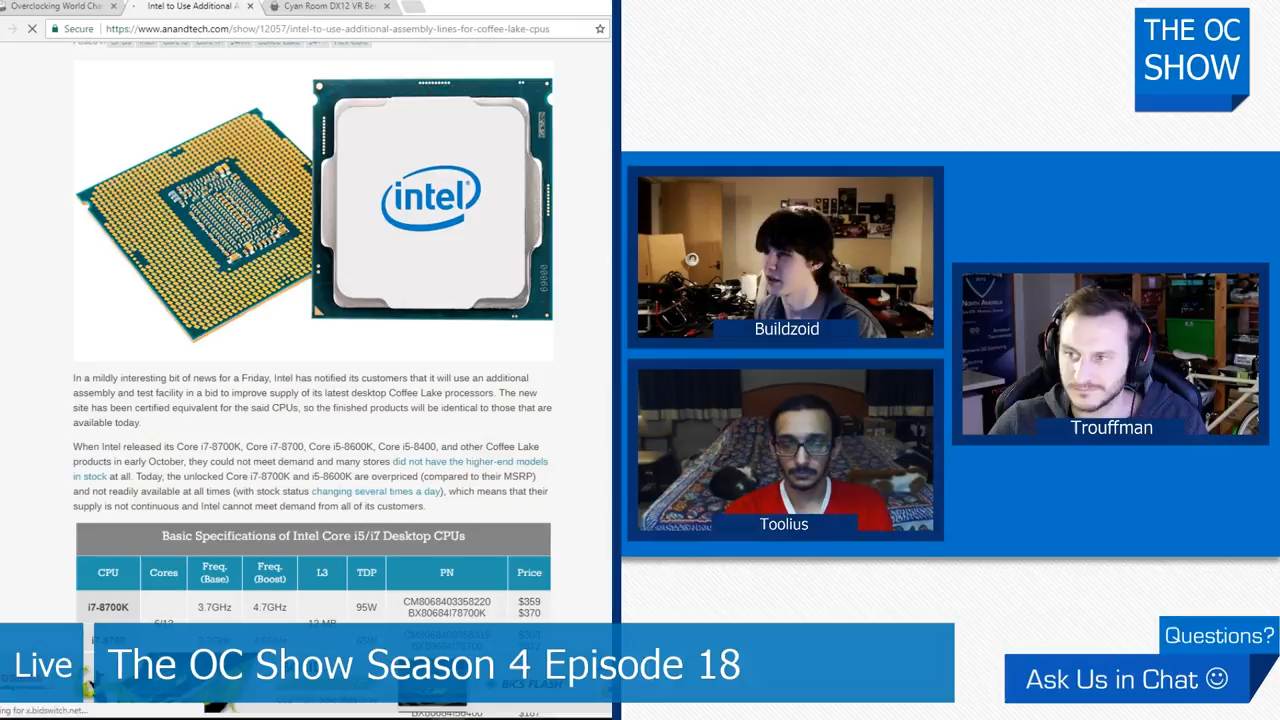 Overclocking World Cha
Intel to Use Additional A
Cyan Room DX12 VR Be
Secure
https://www.anandtech.com/show/12057/intel-to-use-additional-assembly-lines-for-coffee-lake-cpus
intel
In a mildly interesting bit of news for a Friday, Intel has notified its customers that it will use an additional
assembly and test facility in a bid to improve supply of its latest desktop Coffee Lake processors. The new
site has been certified equivalent for the said CPUs, so the finished products will be identical to those that are
available today.
When Intel released its Core i7-8700K, Core i7-8700, Core i5-8600K, Core i5-8400, and other Coffee Lake
products in early October, they could not meet demand and many stores did not have the higher-end models
in stock at all. Today, the unlocked Core i7-8700K and i5-8600K are overpriced (compared to their MSRP)
and not readily available at all times (with stock status changing several times a day), which means that their
supply is not continuous and Intel cannot meet demand from all of its customers.
Basic Specifications of Intel Core i5/i7 Desktop CPUs
CPU Cores Freq. (Base) Freq. (Boost) L3 TDP PN Price
i7-8700K 3.7GHz 4.7GHz 95W CM8068403358220 $359
BX80684I78700K $370
THE OC
SHOW
Buildzoid
Toolius
Trouffman
NORTH AMERICA
Live
The OC Show Season 4 Episode 18
Questions?
Ask Us in Chat ☺